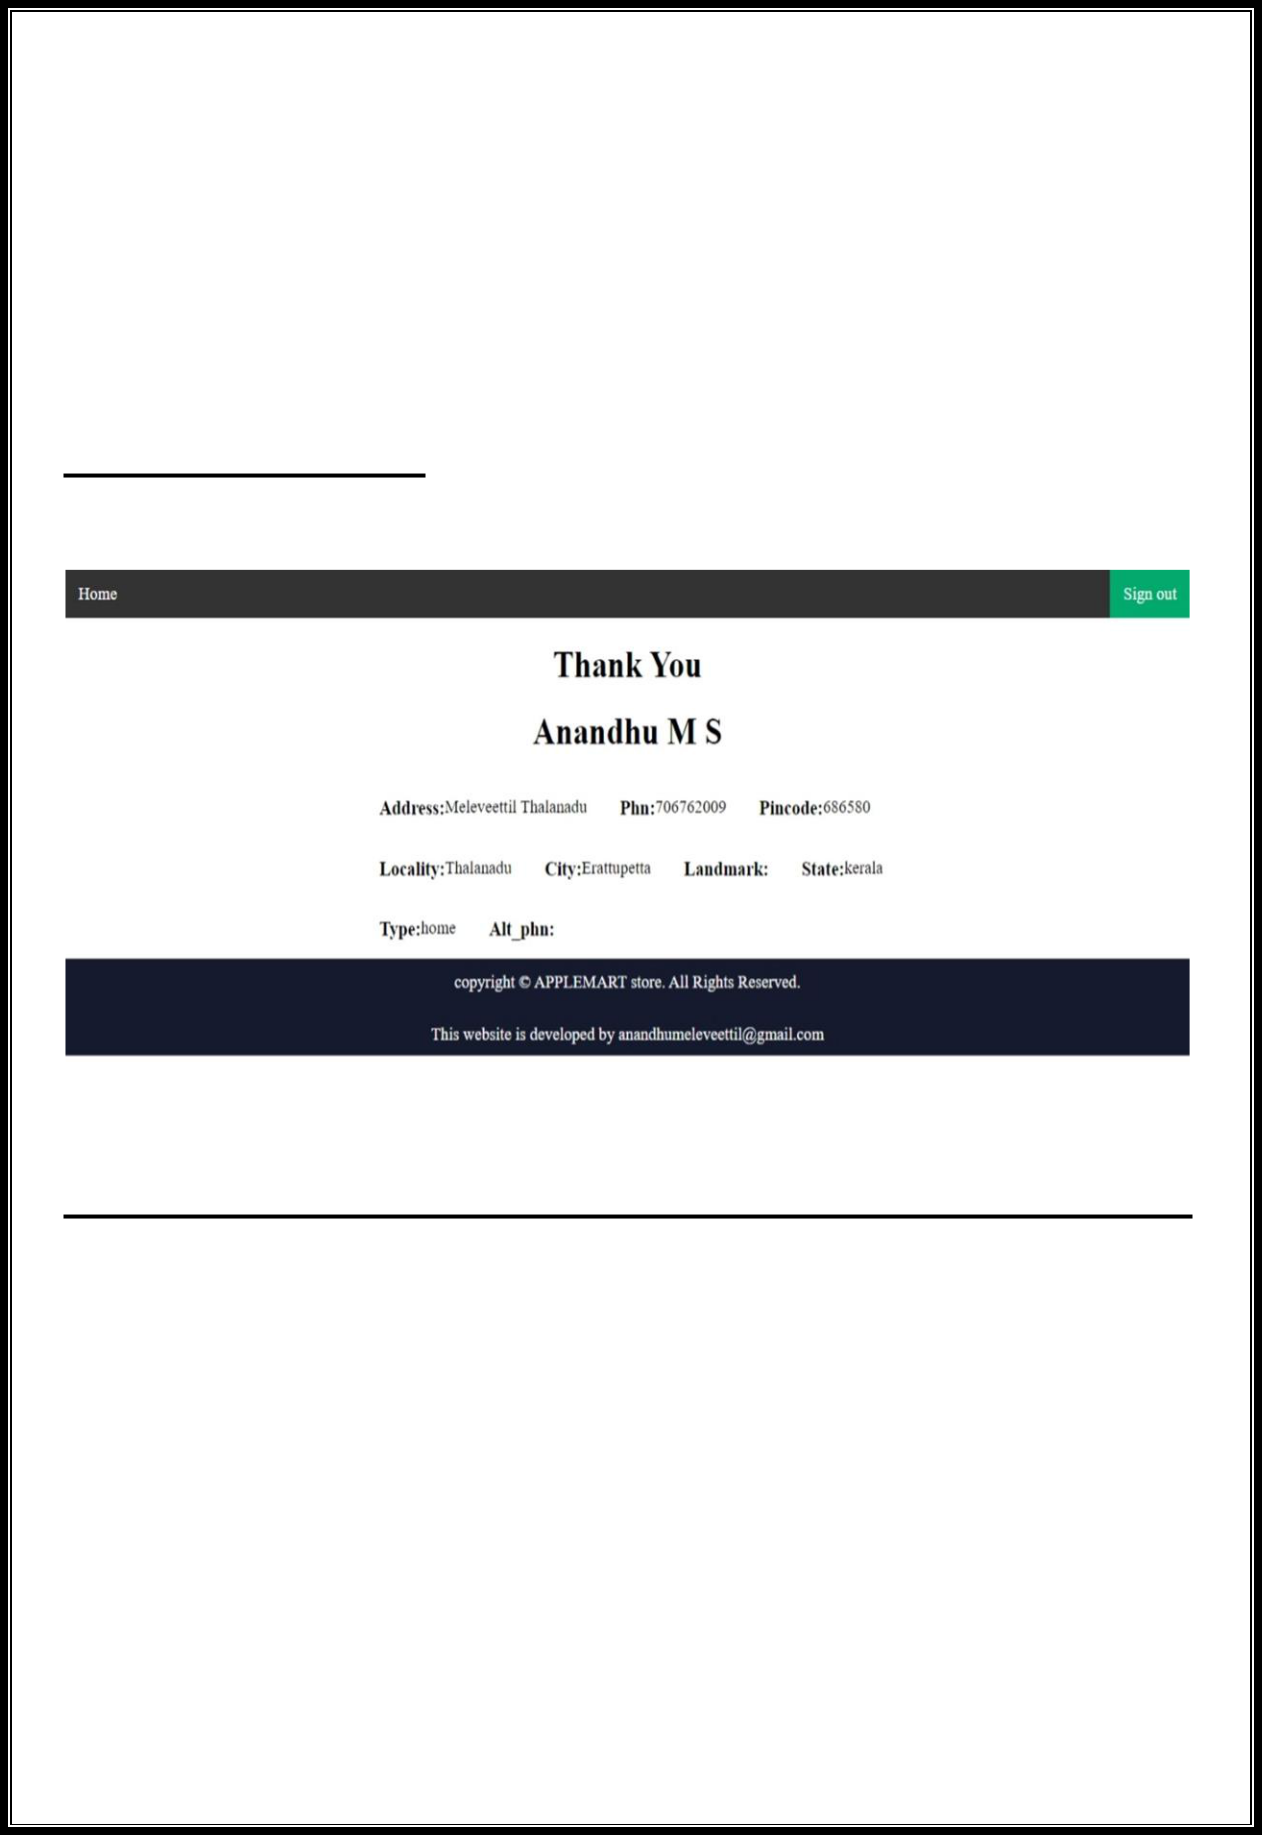 Home Sign out
Thank You
Anandhu M S
Address:Meleveettil Thalanadu Phn:706762009 Pincode:686580
Locality:Thalanadu City:Erattupetta Landmark: State:kerala
Type:home Alt_phn:
copyright © APPLEMART store. All Rights Reserved.
This website is developed by anandhumeleveettil@gmail.com